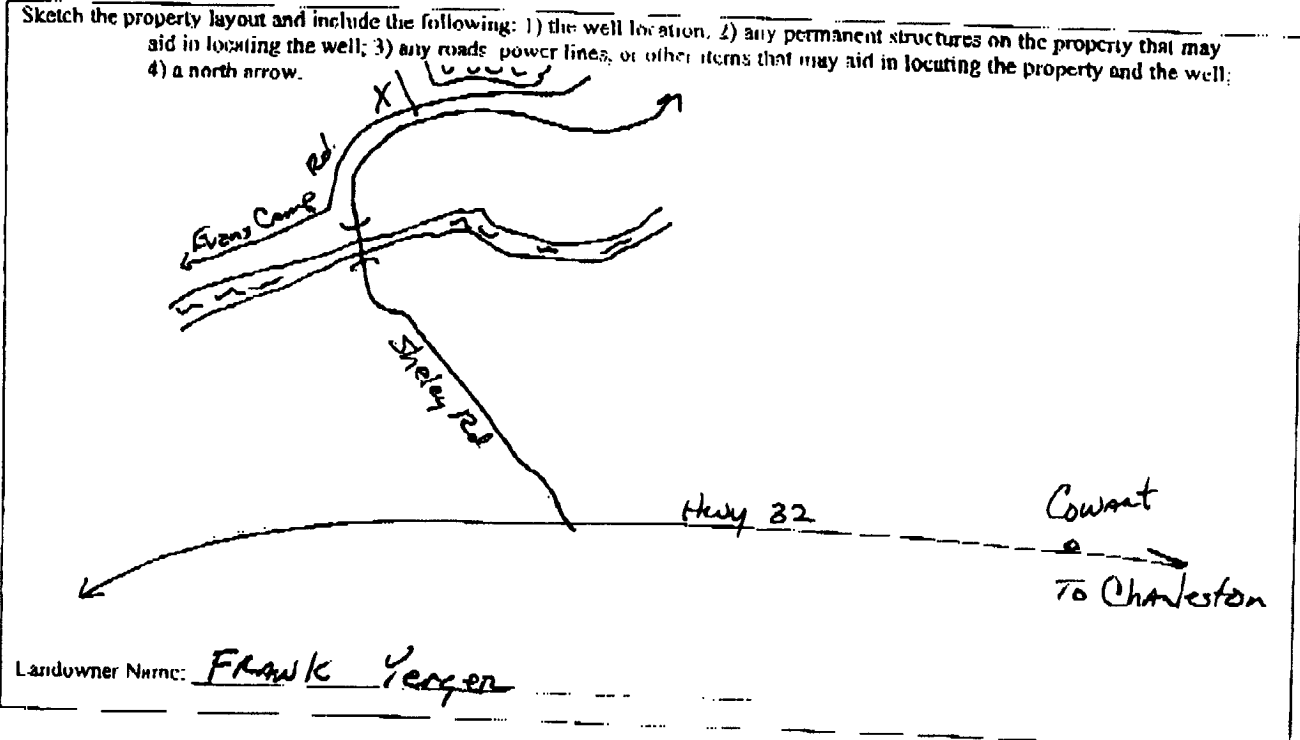 Sketch the property layout and include the following: 1) the well location, 2) any permanent structures on the property that may
aid in locating the well; 3) any roads, power lines, or other items that may aid in locating the property and the well;
4) a north arrow.
X
Rd.
Evans Camp
Sheley Rd
Hwy 32
Cowart
To Charleston
Landowner Name: FRANK Yerger